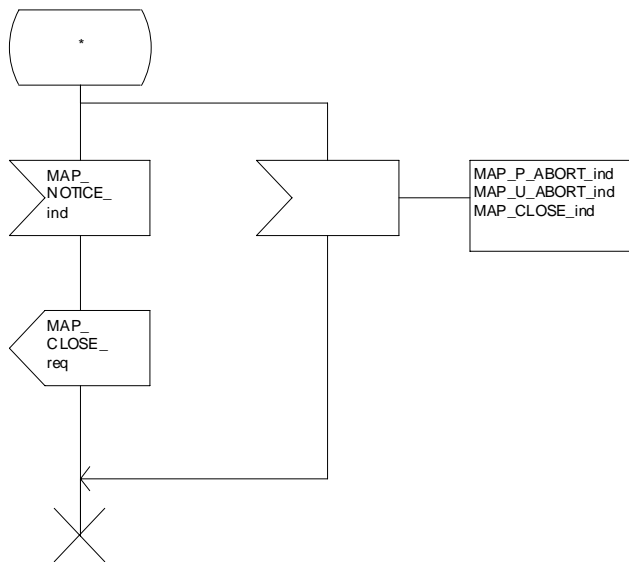 *
MAP_
NOTICE_
ind
MAP_P_ABORT_ind
MAP_U_ABORT_ind
MAP_CLOSE_ind
MAP_
CLOSE_
req